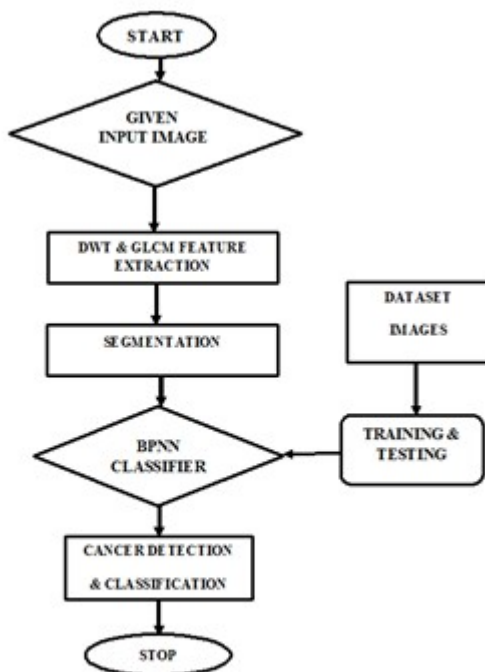 START
GIVEN
INPUT IMAGE
DWT & GLCM FEATURE
EXTRACTION
SEGMENTATION
DATASET
IMAGES
BPNN
CLASSIFIER
TRAINING &
TESTING
CANCER DETECTION
& CLASSIFICATION
STOP